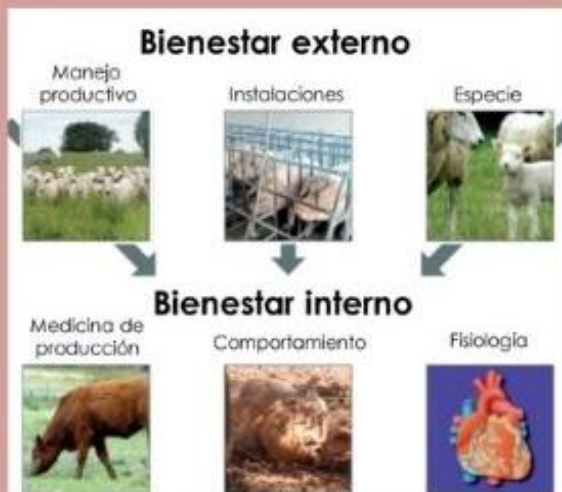 Bienestar externo
Manejo
productivo
Instalaciones
Especie
Bienestar interno
Medicina de
producción
Comportamiento
Fisiología